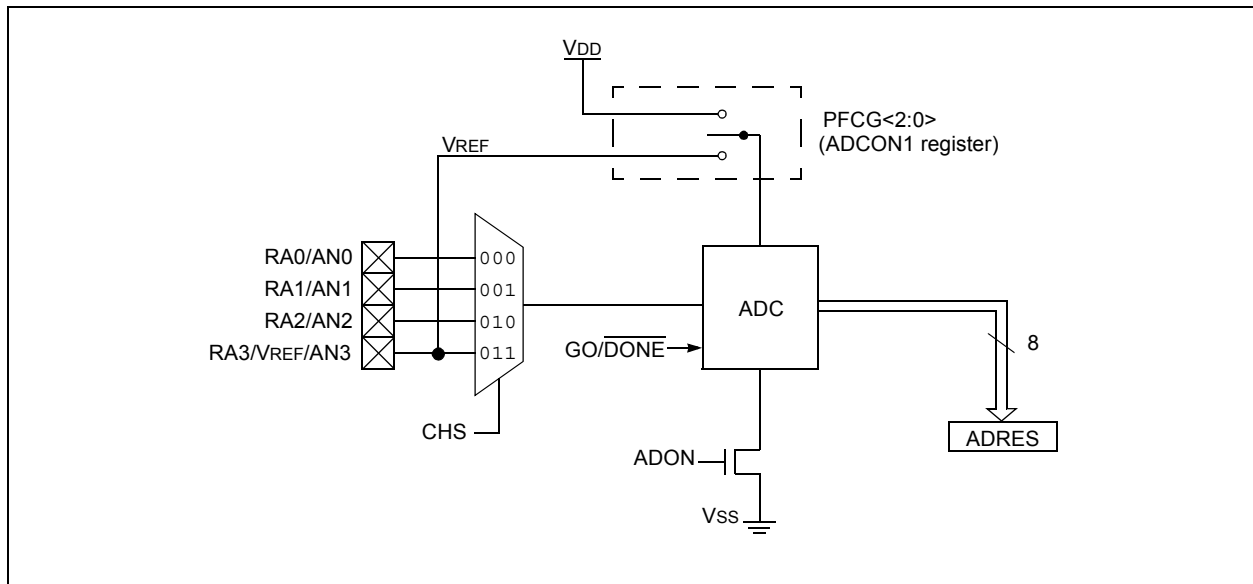 VDD
PFCG<2:0>
(ADCON1 register)
VREF
RA0/AN0
000
RA1/AN1
001
RA2/AN2
010
RA3/VREF/AN3
011
ADC
GO/DONE
8
CHS
ADRES
ADON
VSS